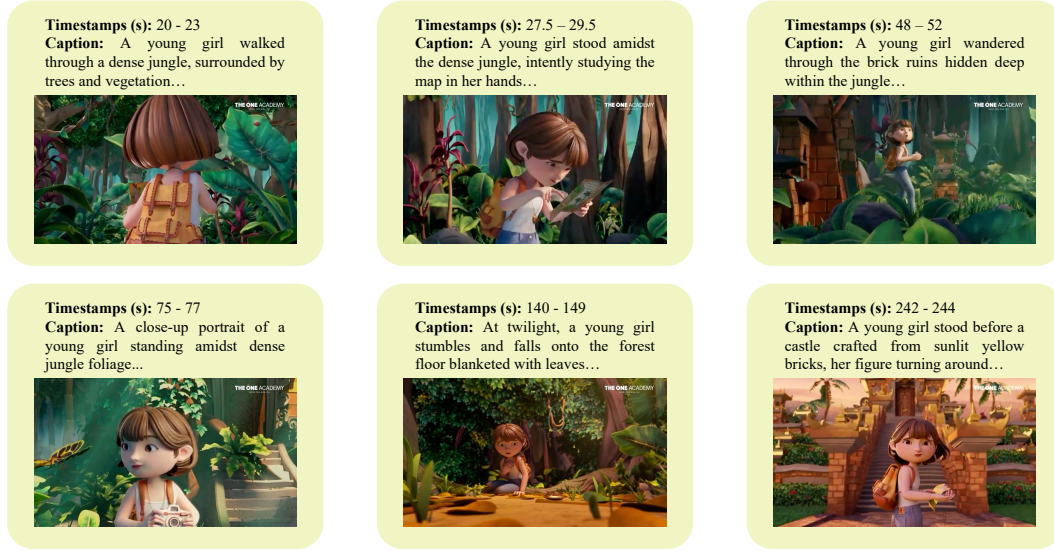 Timestamps (s): 20 - 23
Caption: A young girl walked
through a dense jungle, surrounded by
trees and vegetation…
THE ONE ACADEMY
Timestamps (s): 27.5 – 29.5
Caption: A young girl stood amidst
the dense jungle, intently studying the
map in her hands…
THE ONE ACADEMY
Timestamps (s): 48 – 52
Caption: A young girl wandered
through the brick ruins hidden deep
within the jungle…
THE ONE ACADEMY
Timestamps (s): 75 - 77
Caption: A close-up portrait of a
young girl standing amidst dense
jungle foliage...
THE ONE ACADEMY
Timestamps (s): 140 - 149
Caption: At twilight, a young girl
stumbles and falls onto the forest
floor blanketed with leaves…
THE ONE ACADEMY
Timestamps (s): 242 - 244
Caption: A young girl stood before a
castle crafted from sunlit yellow
bricks, her figure turning around…
THE ONE ACADEMY